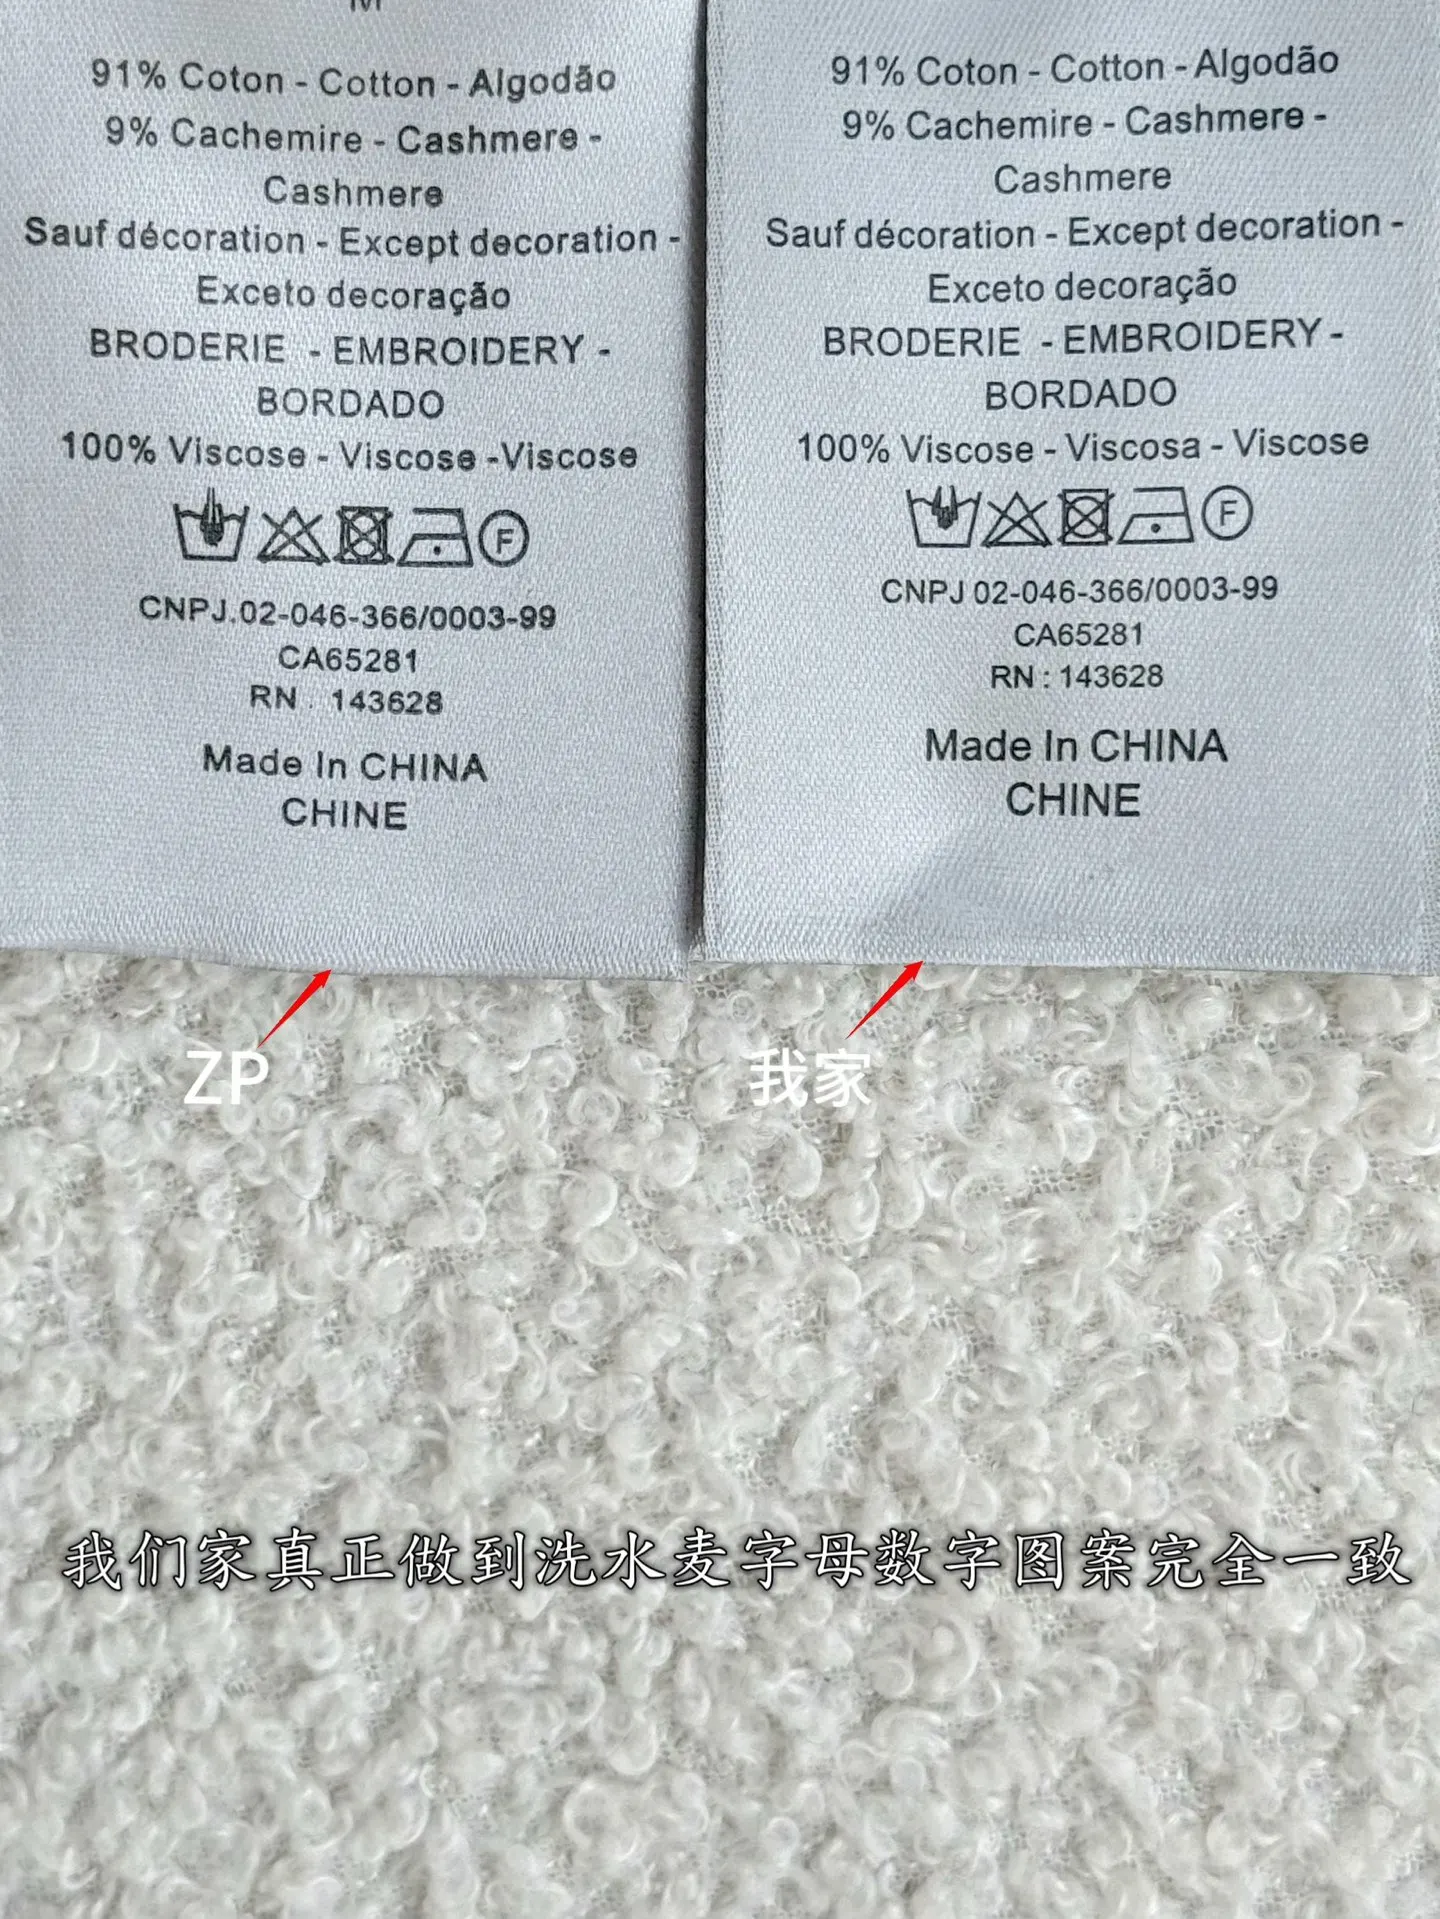 M
91% Coton - Cotton - Algodão
9% Cachemire - Cashmere -
Cashmere
Sauf décoration - Except decoration -
Exceto decoração
BRODERIE - EMBROIDERY -
BORDADO
100% Viscose - Viscose -Viscose
F
CNPJ.02-046-366/0003-99
CA65281
RN : 143628
Made In CHINA
CHINE
91% Coton - Cotton - Algodão
9% Cachemire - Cashmere -
Cashmere
Sauf décoration - Except decoration -
Exceto decoração
BRODERIE - EMBROIDERY -
BORDADO
100% Viscose - Viscosa - Viscose
F
CNPJ 02-046-366/0003-99
CA65281
RN : 143628
Made In CHINA
CHINE
ZP
我家
我们家真正做到洗水麦字母数字图案完全一致